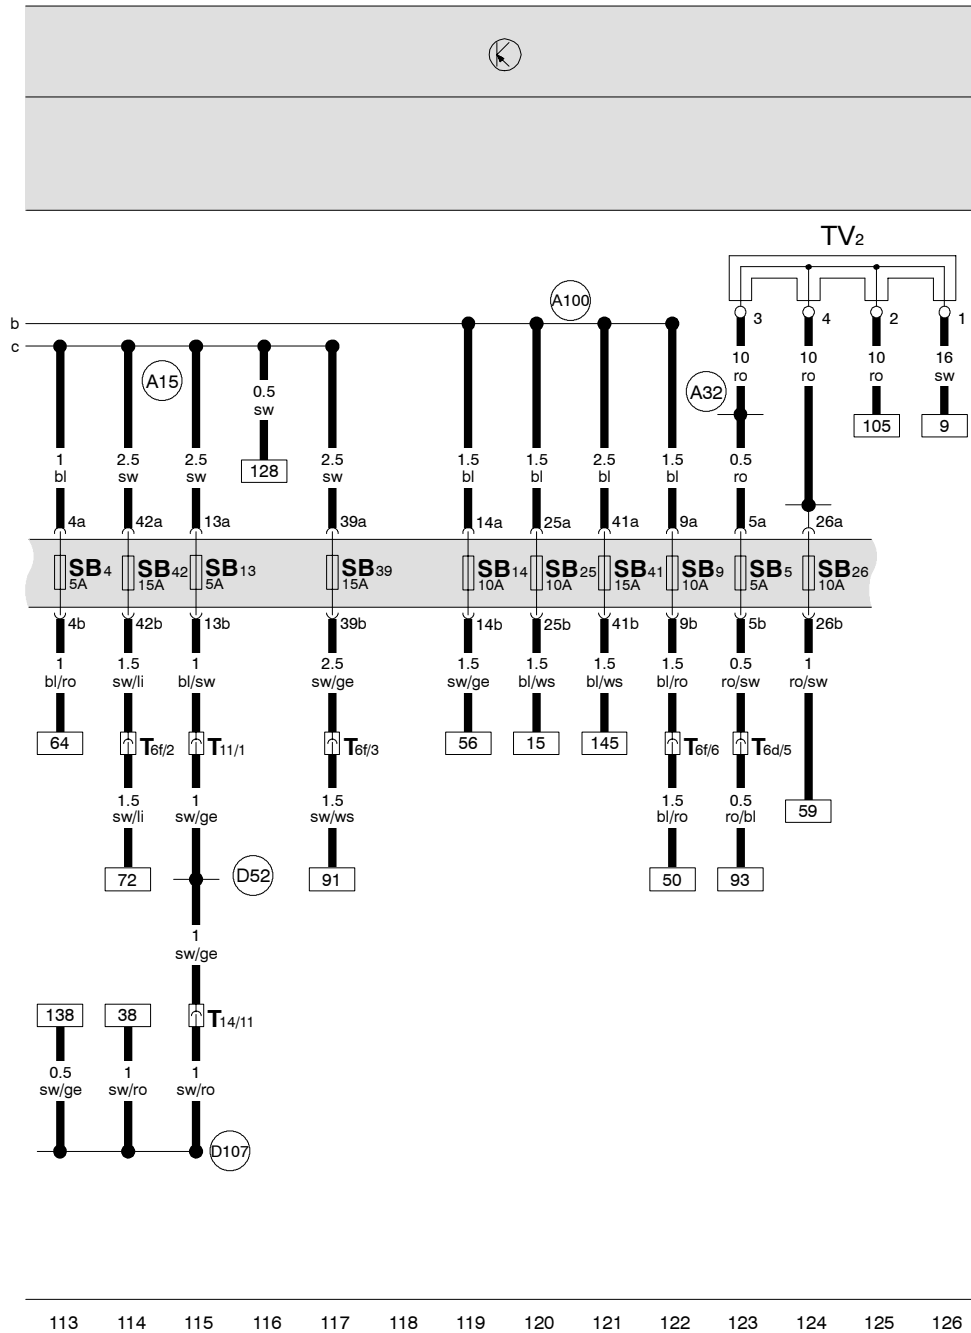 TV2
A100
b
3 4 2 1
c
10 10 10 16
ro ro ro sw
A15 A32
0.5
sw
105 9
1 2.5 2.5 128 2.5 1.5 1.5 2.5 1.5 0.5
bl sw sw sw bl bl bl bl ro
4a 42a 13a 39a 14a 25a 41a 9a 5a 26a
SB4 SB42 SB13 SB39 SB14 SB25 SB41 SB9 SB5 SB26
5A 15A 5A 15A 10A 10A 15A 10A 5A 10A
4b 42b 13b 39b 14b 25b 41b 9b 5b 26b
1 1.5 1 2.5 1.5 1.5 1.5 1.5 0.5 1
bl/ro sw/li bl/sw sw/ge sw/ge bl/ws bl/ws bl/ro ro/sw ro/sw
64 T6f/2 T11/1 T6f/3 56 15 145 T6f/6 T6d/5
1.5 1 1.5 1.5 0.5
sw/li sw/ge sw/ws bl/ro ro/bl 59
72 D52 91 50 93
1
sw/ge
138 38 T14/11
0.5 1 1
sw/ge sw/ro sw/ro
D107
113 114 115 116 117 118 119 120 121 122 123 124 125 126